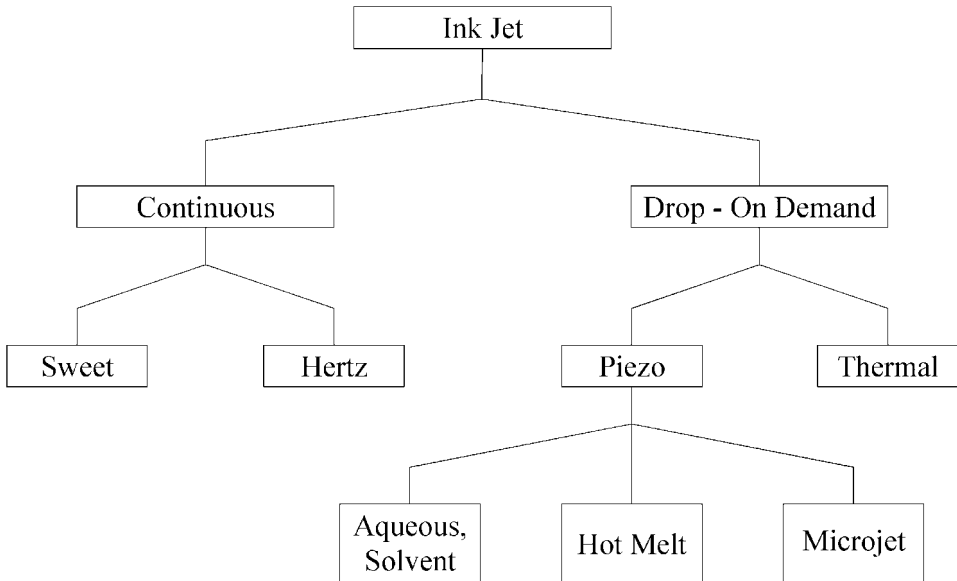 Ink Jet
Continuous
Drop - On Demand
Sweet
Hertz
Piezo
Thermal
Aqueous,
Solvent
Hot Melt
Microjet